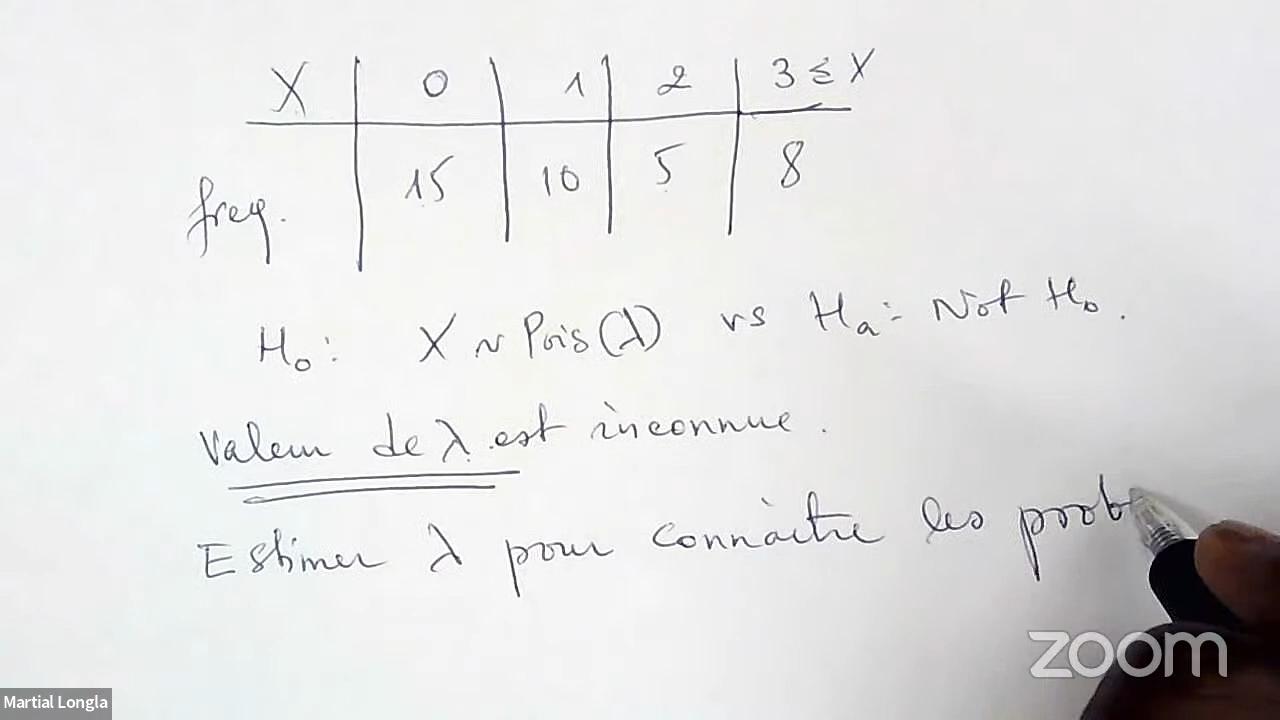 X 0 1 2 3 ≤ X
freq. 15 10 5 8
H₀: X ~ Pois(λ) vs Hₐ: Not H₀.
Valeur de λ est inconnue.
Estimer λ pour connaître les prob
zoom
Martial Longla